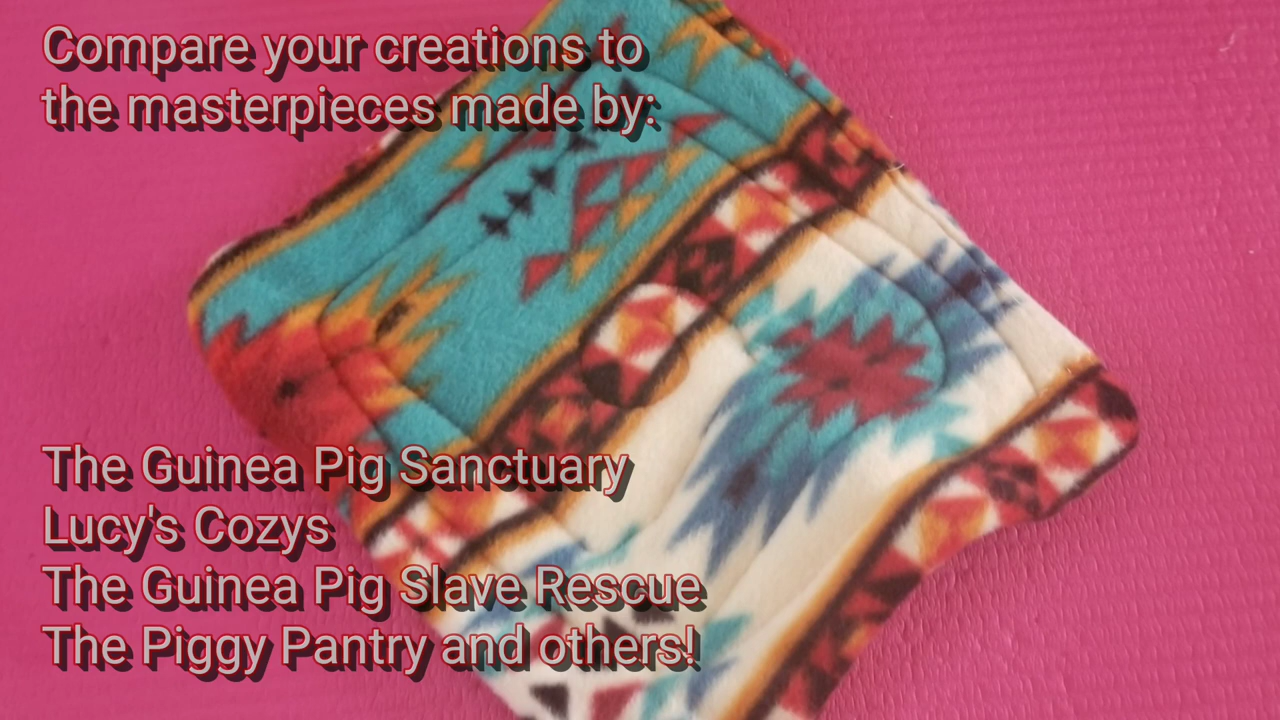 Compare your creations to
the masterpieces made by:
The Guinea Pig Sanctuary
Lucy's Cozys
The Guinea Pig Slave Rescue
The Piggy Pantry and others!